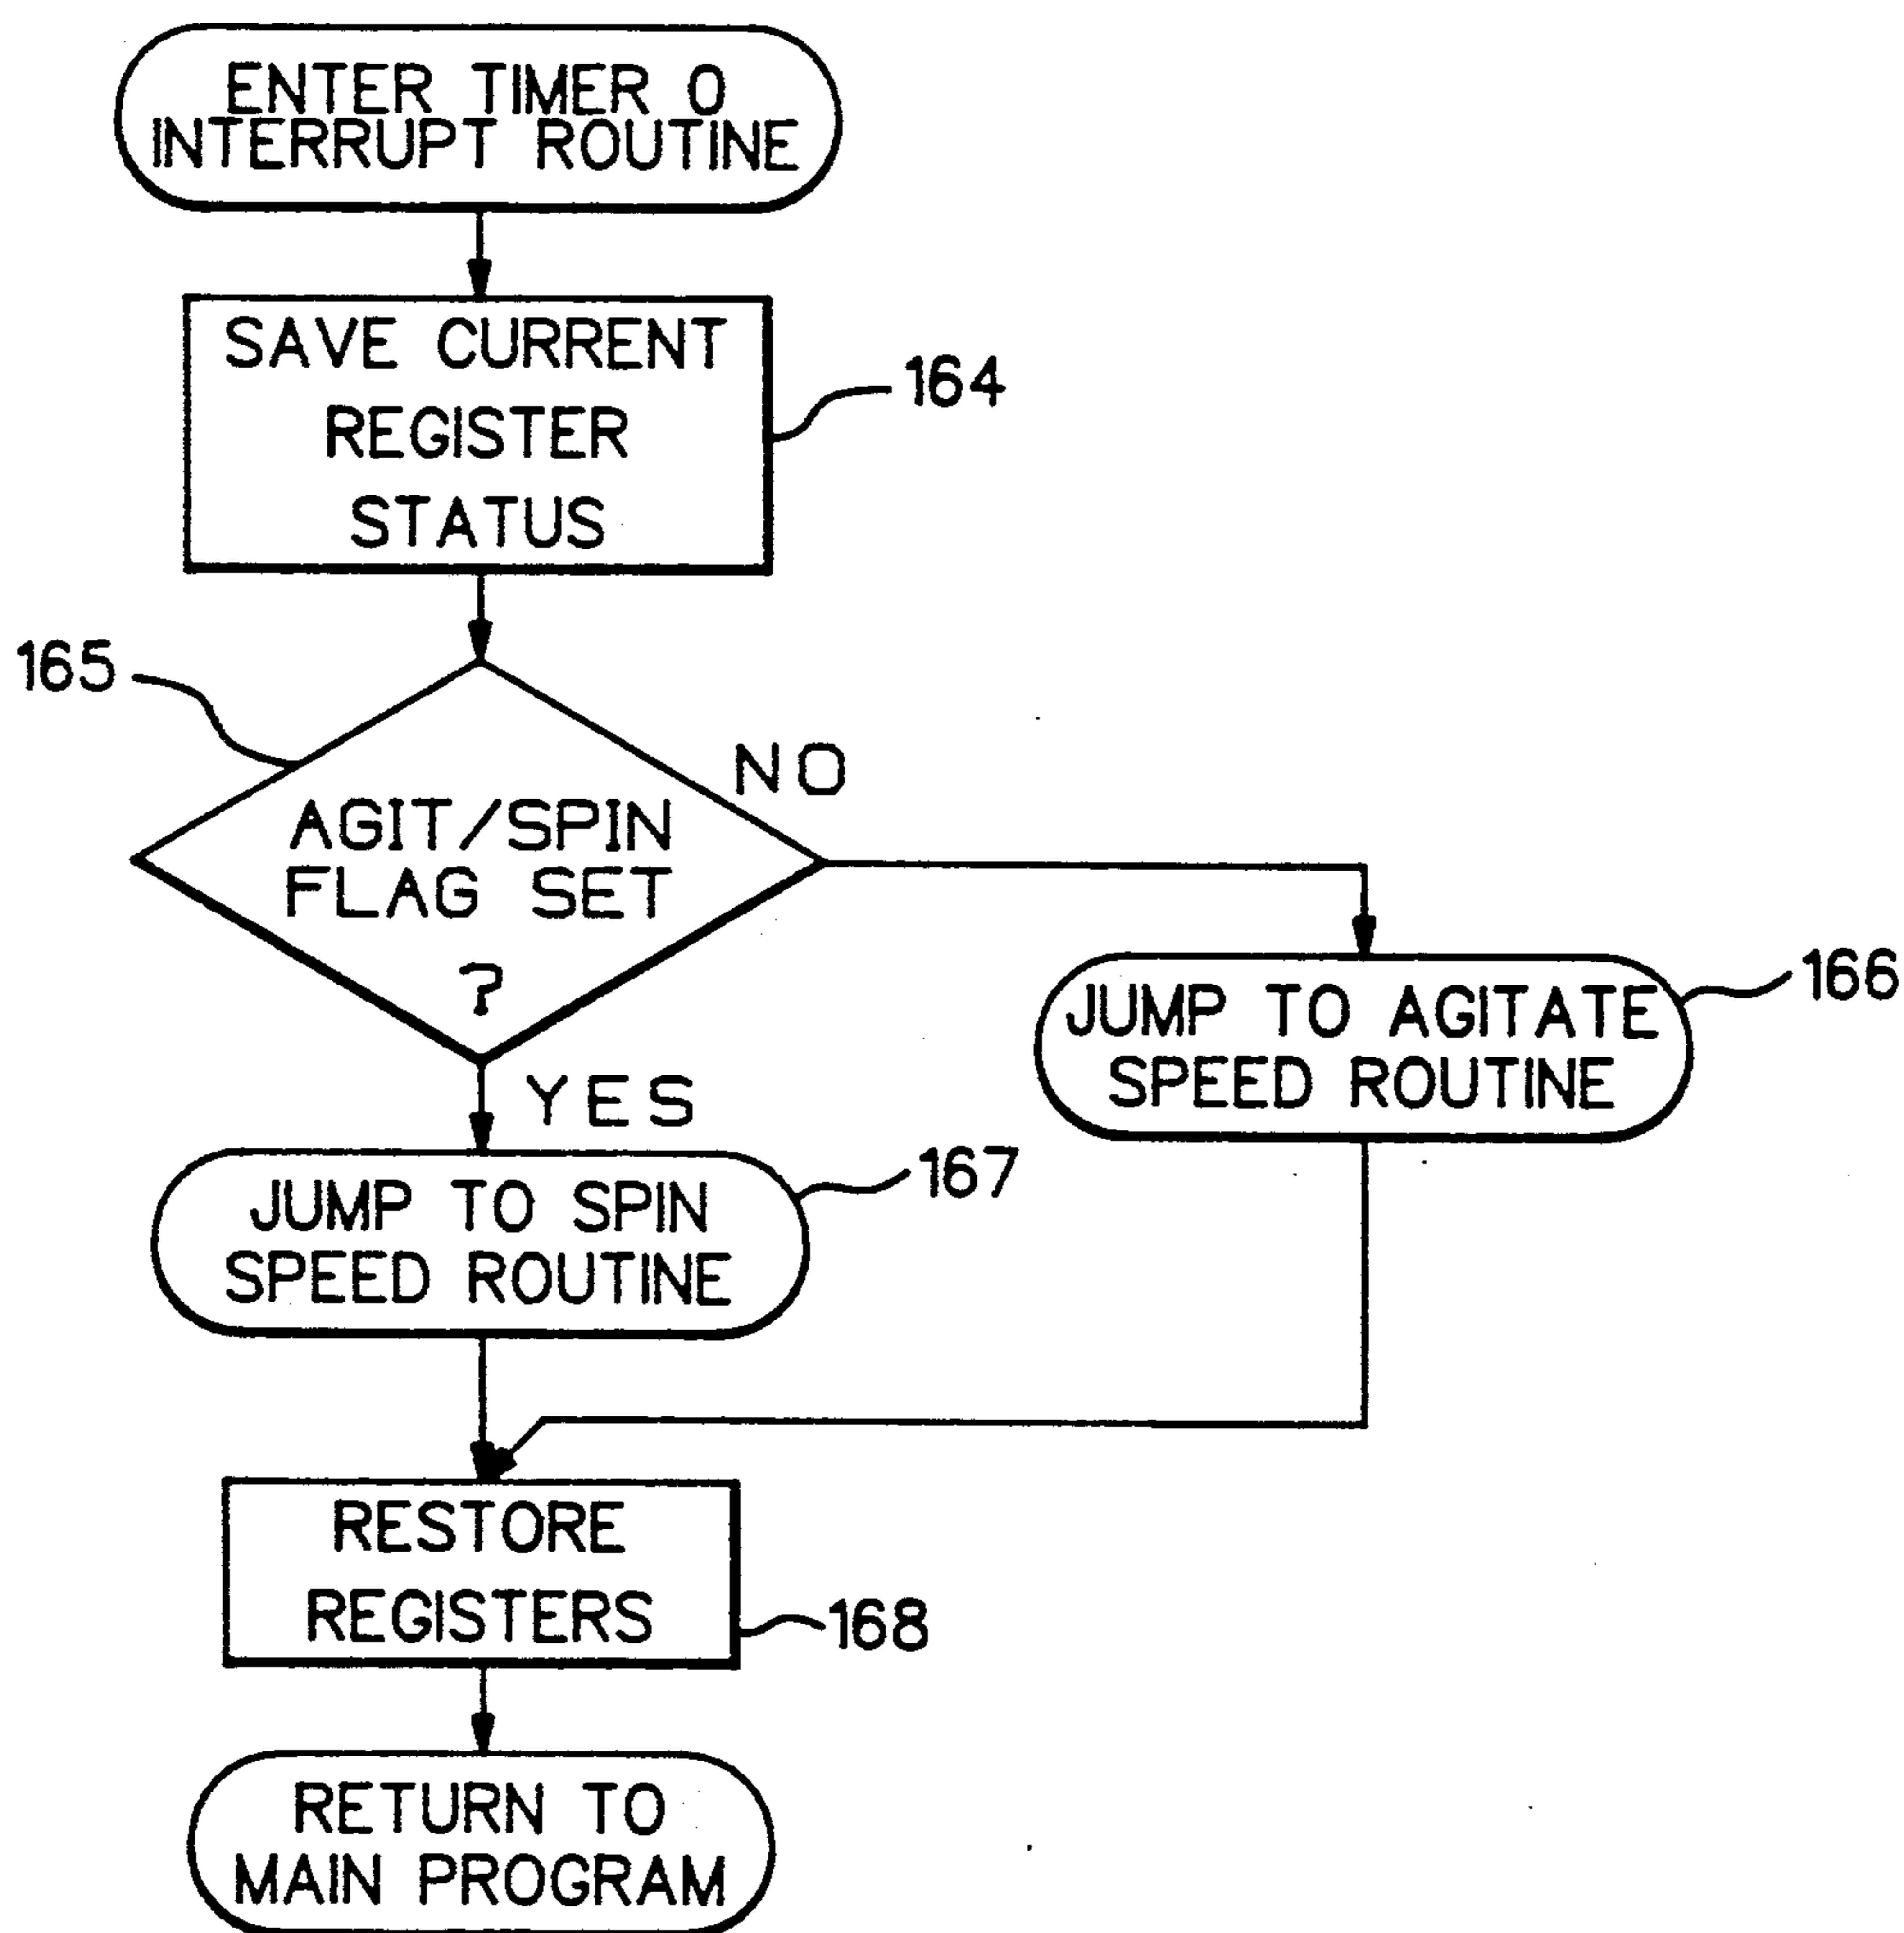 ENTER TIMER 0
INTERRUPT ROUTINE
SAVE CURRENT
REGISTER
STATUS
164
165
AGIT/SPIN
FLAG SET
?
NO
YES
JUMP TO AGITATE
SPEED ROUTINE
166
JUMP TO SPIN
SPEED ROUTINE
167
RESTORE
REGISTERS
168
RETURN TO
MAIN PROGRAM